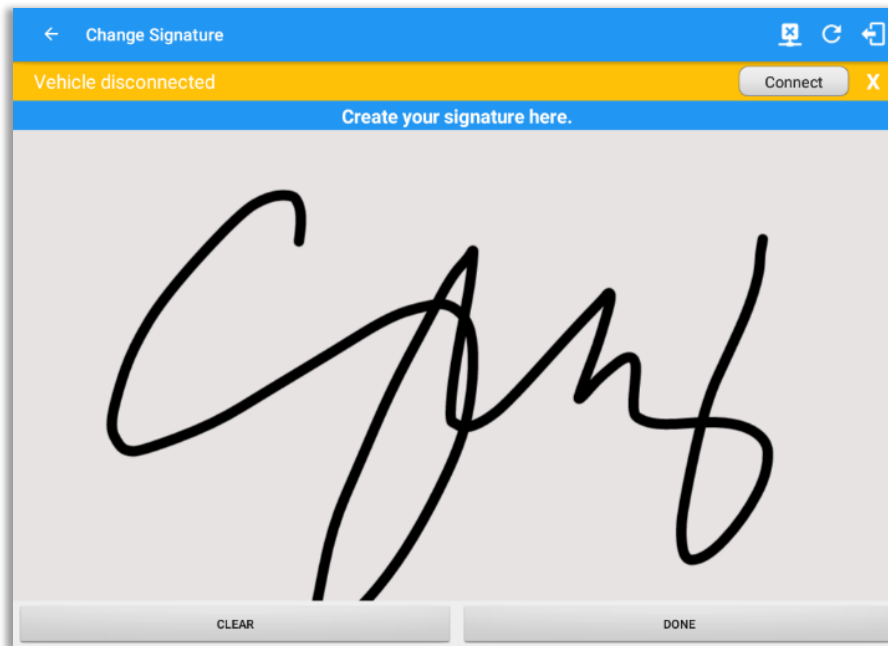 Change Signature
Vehicle disconnected
Connect
X
Create your signature here.
CLEAR
DONE